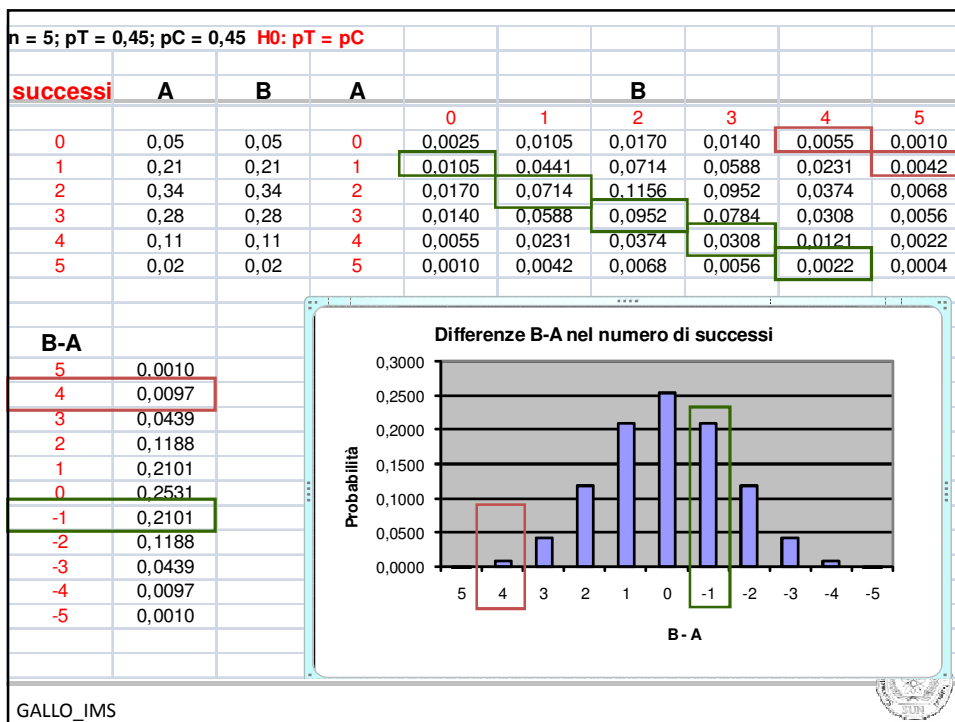 n = 5; pT = 0,45; pC = 0,45 H0: pT = pC
successi A B A B
0 1 2 3 4 5
0 0,05 0,05 0 0,0025 0,0105 0,0170 0,0140 0,0055 0,0010
1 0,21 0,21 1 0,0105 0,0441 0,0714 0,0588 0,0231 0,0042
2 0,34 0,34 2 0,0170 0,0714 0,1156 0,0952 0,0374 0,0068
3 0,28 0,28 3 0,0140 0,0588 0,0952 0,0784 0,0308 0,0056
4 0,11 0,11 4 0,0055 0,0231 0,0374 0,0308 0,0121 0,0022
5 0,02 0,02 5 0,0010 0,0042 0,0068 0,0056 0,0022 0,0004
B-A
5 0,0010
4 0,0097
3 0,0439
2 0,1188
1 0,2101
0 0,2531
-1 0,2101
-2 0,1188
-3 0,0439
-4 0,0097
-5 0,0010
Differenze B-A nel numero di successi
Probabilità
0,3000
0,2500
0,2000
0,1500
0,1000
0,0500
0,0000
5 4 3 2 1 0 -1 -2 -3 -4 -5
B - A
GALLO_IMS
SUN